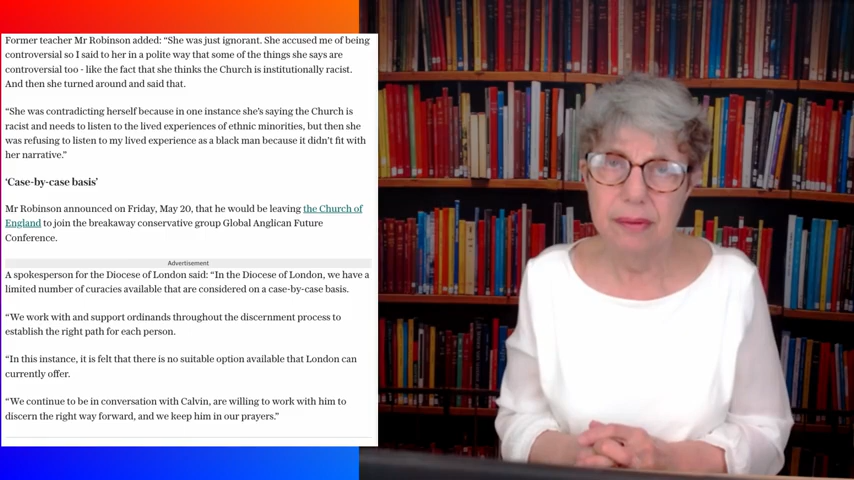 Former teacher Mr Robinson added: “She was just ignorant. She accused me of being
controversial so I said to her in a polite way that some of the things she says are
controversial too - like the fact that she thinks the Church is institutionally racist.
And then she turned around and said that.
“She was contradicting herself because in one instance she’s saying the Church is
racist and needs to listen to the lived experiences of ethnic minorities, but then she
was refusing to listen to my lived experience as a black man because it didn’t fit with
her narrative.”
‘Case-by-case basis’
Mr Robinson announced on Friday, May 20, that he would be leaving the Church of
England to join the breakaway conservative group Global Anglican Future
Conference.
Advertisement
A spokesperson for the Diocese of London said: “In the Diocese of London, we have a
limited number of curacies available that are considered on a case-by-case basis.
“We work with and support ordinands throughout the discernment process to
establish the right path for each person.
“In this instance, it is felt that there is no suitable option available that London can
currently offer.
“We continue to be in conversation with Calvin, are willing to work with him to
discern the right way forward, and we keep him in our prayers.”